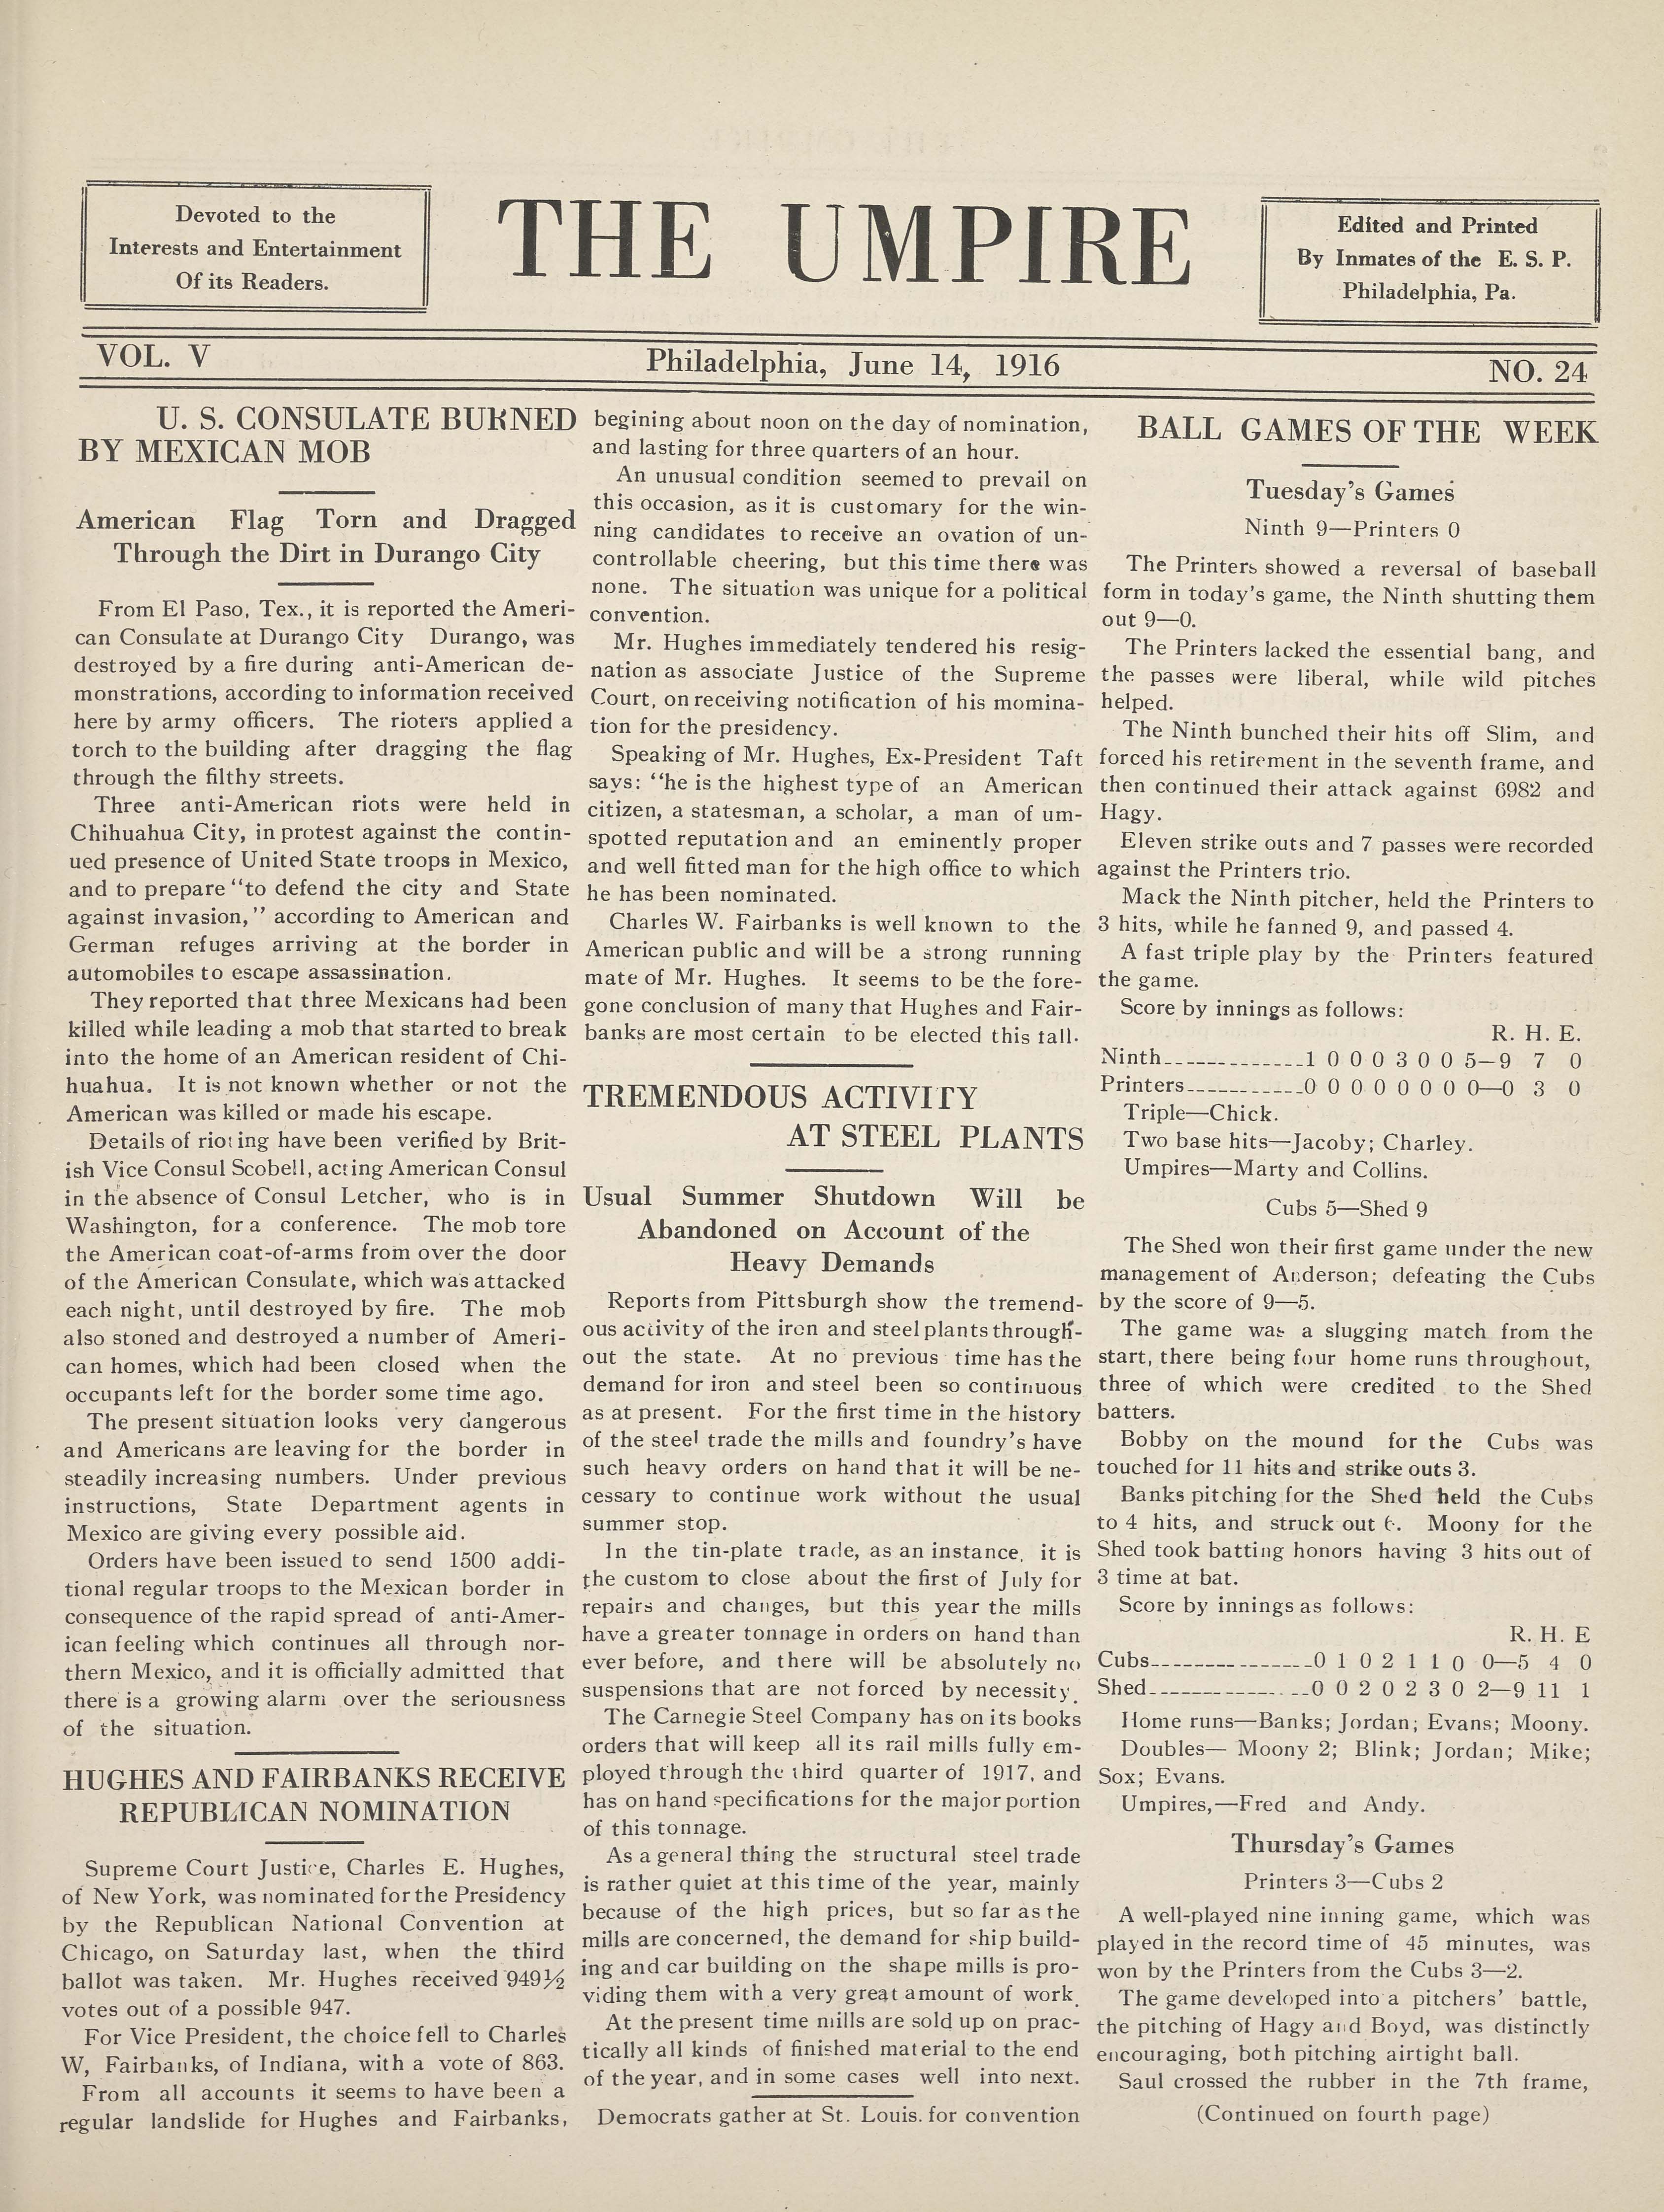 Devoted to the
Interests and Entertainment
Of its Readers.
THE UMPIRE
Edited and Printed
By Inmates of the E. S. P.
Philadelphia, Pa.
VOL. V
Philadelphia, June 14, 1916
NO. 24
U. S. CONSULATE BURNED
BY MEXICAN MOB
American Flag Torn and Dragged
Through the Dirt in Durango City
From El Paso, Tex., it is reported the Ameri-
can Consulate at Durango City Durango, was
destroyed by a fire during anti-American de-
monstrations, according to information received
here by army officers. The rioters applied a
torch to the building after dragging the flag
through the filthy streets.
Three anti-American riots were held in
Chihuahua City, in protest against the contin-
ued presence of United State troops in Mexico,
and to prepare "to defend the city and State
against invasion," according to American and
German refuges arriving at the border in
automobiles to escape assassination.
They reported that three Mexicans had been
killed while leading a mob that started to break
into the home of an American resident of Chi-
huahua. It is not known whether or not the
American was killed or made his escape.
Details of rioting have been verified by Brit-
ish Vice Consul Scobell, acting American Consul
in the absence of Consul Letcher, who is in
Washington, for a conference. The mob tore
the American coat-of-arms from over the door
of the American Consulate, which was attacked
each night, until destroyed by fire. The mob
also stoned and destroyed a number of Ameri-
can homes, which had been closed when the
occupants left for the border some time ago.
The present situation looks very dangerous
and Americans are leaving for the border in
steadily increasing numbers. Under previous
instructions, State Department agents in
Mexico are giving every possible aid.
Orders have been issued to send 1500 addi-
tional regular troops to the Mexican border in
consequence of the rapid spread of anti-Amer-
ican feeling which continues all through nor-
thern Mexico, and it is officially admitted that
there is a growing alarm over the seriousness
of the situation.
HUGHES AND FAIRBANKS RECEIVE
REPUBLICAN NOMINATION
Supreme Court Justice, Charles E. Hughes,
of New York, was nominated for the Presidency
by the Republican National Convention at
Chicago, on Saturday last, when the third
ballot was taken. Mr. Hughes received 949½
votes out of a possible 947.
For Vice President, the choice fell to Charles
W, Fairbanks, of Indiana, with a vote of 863.
From all accounts it seems to have been a
regular landslide for Hughes and Fairbanks,
begining about noon on the day of nomination,
and lasting for three quarters of an hour.
An unusual condition seemed to prevail on
this occasion, as it is customary for the win-
ning candidates to receive an ovation of un-
controllable cheering, but this time there was
none. The situation was unique for a political
convention.
Mr. Hughes immediately tendered his resig-
nation as associate Justice of the Supreme
Court, on receiving notification of his momina-
tion for the presidency.
Speaking of Mr. Hughes, Ex-President Taft
says: "he is the highest type of an American
citizen, a statesman, a scholar, a man of um-
spotted reputation and an eminently proper
and well fitted man for the high office to which
he has been nominated.
Charles W. Fairbanks is well known to the
American public and will be a strong running
mate of Mr. Hughes. It seems to be the fore-
gone conclusion of many that Hughes and Fair-
banks are most certain to be elected this fall.
TREMENDOUS ACTIVITY
AT STEEL PLANTS
Usual Summer Shutdown Will be
Abandoned on Account of the
Heavy Demands
Reports from Pittsburgh show the tremend-
ous activity of the iron and steel plants through-
out the state. At no previous time has the
demand for iron and steel been so continuous
as at present. For the first time in the history
of the steel trade the mills and foundry's have
such heavy orders on hand that it will be ne-
cessary to continue work without the usual
summer stop.
In the tin-plate trade, as an instance, it is
the custom to close about the first of July for
repairs and changes, but this year the mills
have a greater tonnage in orders on hand than
ever before, and there will be absolutely no
suspensions that are not forced by necessity.
The Carnegie Steel Company has on its books
orders that will keep all its rail mills fully em-
ployed through the third quarter of 1917, and
has on hand specifications for the major portion
of this tonnage.
As a general thing the structural steel trade
is rather quiet at this time of the year, mainly
because of the high prices, but so far as the
mills are concerned, the demand for ship build-
ing and car building on the shape mills is pro-
viding them with a very great amount of work.
At the present time mills are sold up on prac-
tically all kinds of finished material to the end
of the year, and in some cases well into next.
Democrats gather at St. Louis. for convention
BALL GAMES OF THE WEEK
Tuesday's Games
Ninth 9—Printers 0
The Printers showed a reversal of baseball
form in today's game, the Ninth shutting them
out 9—0.
The Printers lacked the essential bang, and
the passes were liberal, while wild pitches
helped.
The Ninth bunched their hits off Slim, and
forced his retirement in the seventh frame, and
then continued their attack against 6982 and
Hagy.
Eleven strike outs and 7 passes were recorded
against the Printers trio.
Mack the Ninth pitcher, held the Printers to
3 hits, while he fanned 9, and passed 4.
A fast triple play by the Printers featured
the game.
Score by innings as follows:
R. H. E.
Ninth-------------1 0 0 0 3 0 0 5—9 7 0
Printers-----------0 0 0 0 0 0 0 0—0 3 0
Triple—Chick.
Two base hits—Jacoby; Charley.
Umpires—Marty and Collins.
Cubs 5—Shed 9
The Shed won their first game under the new
management of Anderson; defeating the Cubs
by the score of 9—5.
The game was a slugging match from the
start, there being four home runs throughout,
three of which were credited to the Shed
batters.
Bobby on the mound for the Cubs was
touched for 11 hits and strike outs 3.
Banks pitching for the Shed held the Cubs
to 4 hits, and struck out 6. Moony for the
Shed took batting honors having 3 hits out of
3 time at bat.
Score by innings as follows:
R. H. E
Cubs---------------0 1 0 2 1 1 0 0—5 4 0
Shed---------------0 0 2 0 2 3 0 2—9 11 1
Home runs—Banks; Jordan; Evans; Moony.
Doubles— Moony 2; Blink; Jordan; Mike;
Sox; Evans.
Umpires,—Fred and Andy.
Thursday's Games
Printers 3—Cubs 2
A well-played nine inning game, which was
played in the record time of 45 minutes, was
won by the Printers from the Cubs 3—2.
The game developed into a pitchers' battle,
the pitching of Hagy and Boyd, was distinctly
encouraging, both pitching airtight ball.
Saul crossed the rubber in the 7th frame,
(Continued on fourth page)